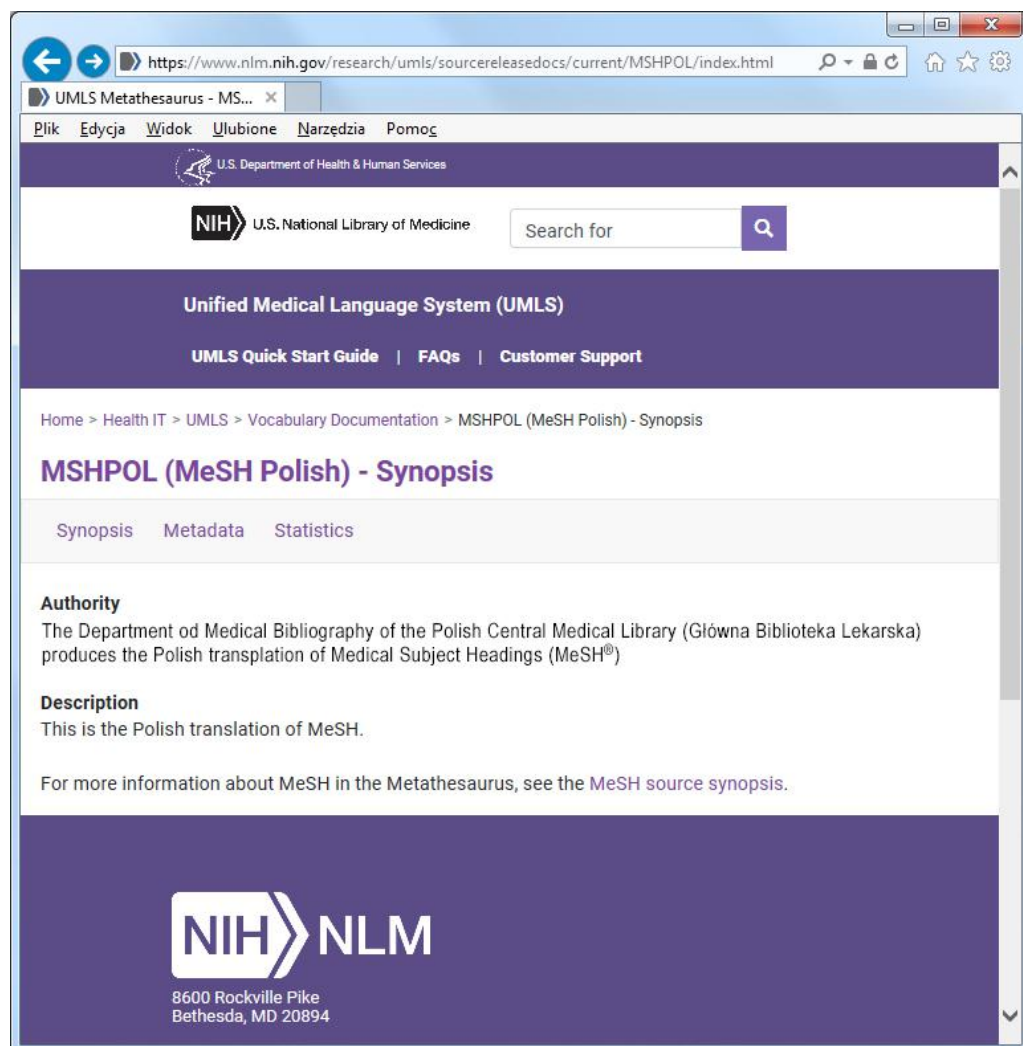 https://www.nlm.nih.gov/research/umls/sourcereleasedocs/current/MSHPOL/index.html
UMLS Metathesaurus - MS...
Plik Edycja Widok Ulubione Narzędzia Pomoc
U.S. Department of Health & Human Services
NIH U.S. National Library of Medicine
Search for
Unified Medical Language System (UMLS)
UMLS Quick Start Guide | FAQs | Customer Support
Home > Health IT > UMLS > Vocabulary Documentation > MSHPOL (MeSH Polish) - Synopsis
MSHPOL (MeSH Polish) - Synopsis
Synopsis Metadata Statistics
Authority
The Department od Medical Bibliography of the Polish Central Medical Library (Główna Biblioteka Lekarska)
produces the Polish transplation of Medical Subject Headings (MeSH®)
Description
This is the Polish translation of MeSH.
For more information about MeSH in the Metathesaurus, see the MeSH source synopsis.
NIH NLM
8600 Rockville Pike
Bethesda, MD 20894